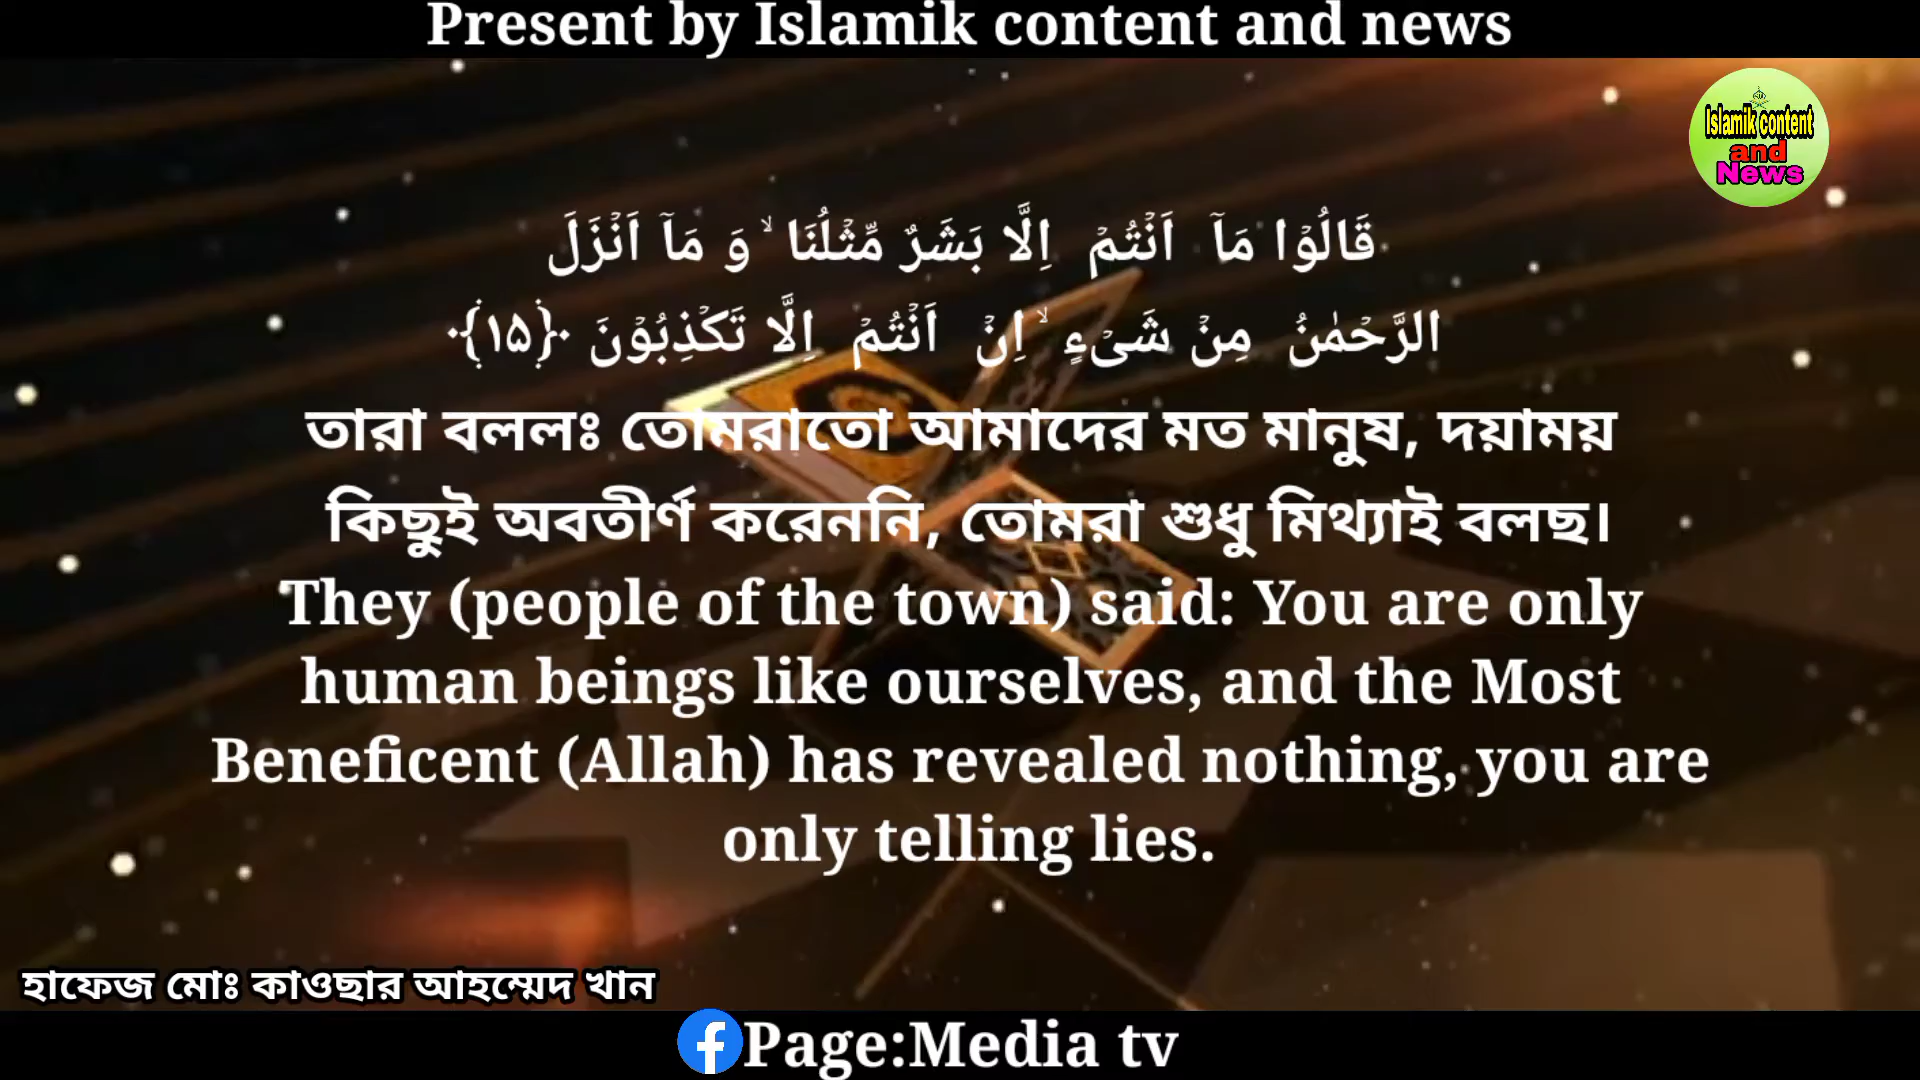 Present by Islamik content and news
Islamik content
and
News
قَالُوۡا مَاۤ اَنۡتُمۡ اِلَّا بَشَرٌ مِّثۡلُنَا ۙ وَ مَاۤ اَنۡزَلَ
الرَّحۡمٰنُ مِنۡ شَیۡءٍ ۙ اِنۡ اَنۡتُمۡ اِلَّا تَكۡذِبُوۡنَ ﴿۱۵﴾
তারা বললঃ তোমরাতো আমাদের মত মানুষ, দয়াময়
কিছুই অবতীর্ণ করেননি, তোমরা শুধু মিথ্যাই বলছ।
They (people of the town) said: You are only
human beings like ourselves, and the Most
Beneficent (Allah) has revealed nothing, you are
only telling lies.
হাফেজ মোঃ কাওছার আহম্মেদ খান
Page:Media tv